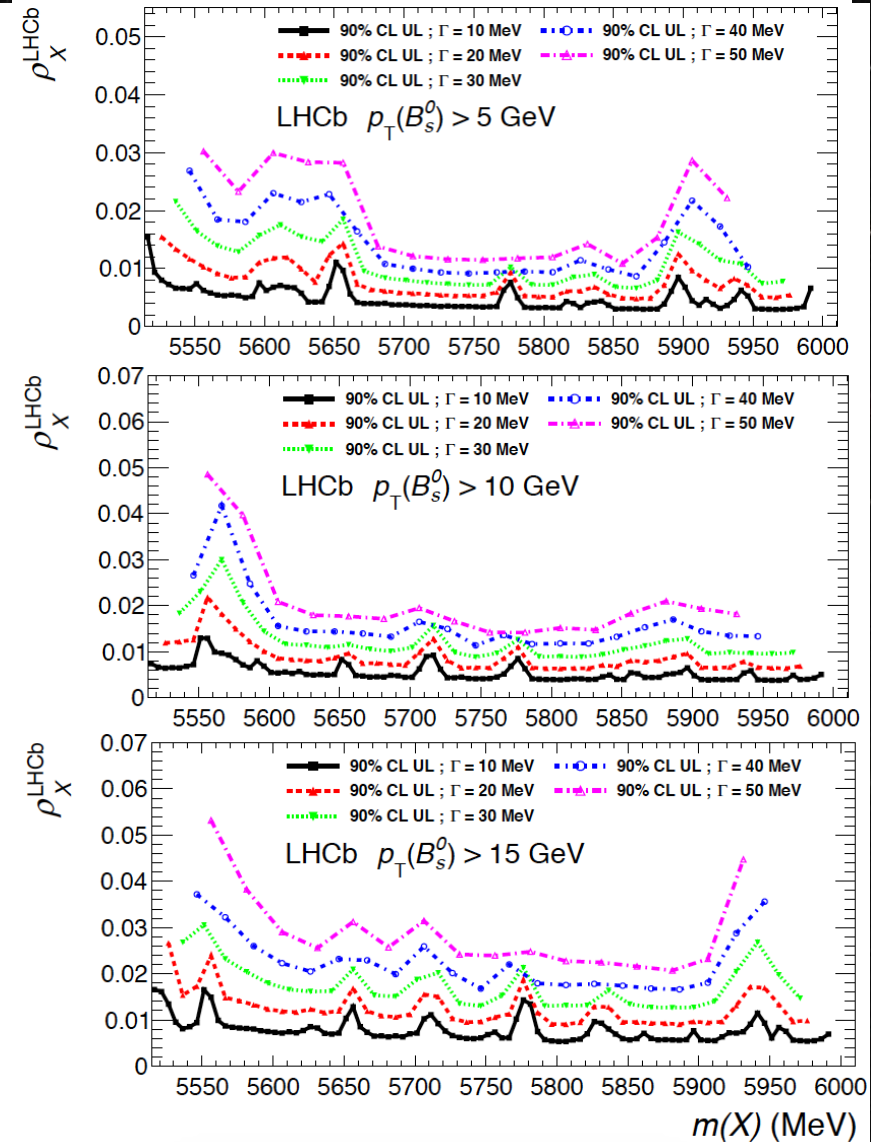 0.05
0.04
0.03
0.02
0.01
0
ρ_X^LHCb
90% CL UL ; Γ = 10 MeV
90% CL UL ; Γ = 40 MeV
90% CL UL ; Γ = 20 MeV
90% CL UL ; Γ = 50 MeV
90% CL UL ; Γ = 30 MeV
LHCb p_T(B_s^0) > 5 GeV
5550 5600 5650 5700 5750 5800 5850 5900 5950 6000
0.07
0.06
0.05
0.04
0.03
0.02
0.01
0
ρ_X^LHCb
90% CL UL ; Γ = 10 MeV
90% CL UL ; Γ = 40 MeV
90% CL UL ; Γ = 20 MeV
90% CL UL ; Γ = 50 MeV
90% CL UL ; Γ = 30 MeV
LHCb p_T(B_s^0) > 10 GeV
5550 5600 5650 5700 5750 5800 5850 5900 5950 6000
0.07
0.06
0.05
0.04
0.03
0.02
0.01
0
ρ_X^LHCb
90% CL UL ; Γ = 10 MeV
90% CL UL ; Γ = 40 MeV
90% CL UL ; Γ = 20 MeV
90% CL UL ; Γ = 50 MeV
90% CL UL ; Γ = 30 MeV
LHCb p_T(B_s^0) > 15 GeV
5550 5600 5650 5700 5750 5800 5850 5900 5950 6000
m(X) (MeV)